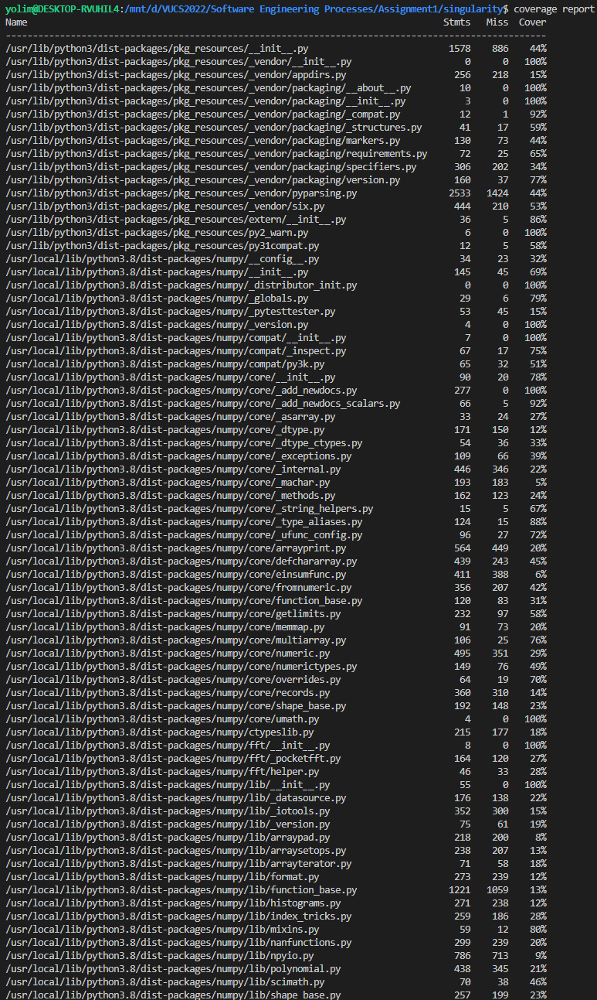 yolim@DESKTOP-RVUHIL4:/mnt/d/VUCS2022/Software Engineering Processes/Assignment1/singularity$ coverage report
Name Stmts Miss Cover
----------------------------------------------------------------------------------------------------
/usr/lib/python3/dist-packages/pkg_resources/__init__.py 1578 886 44%
/usr/lib/python3/dist-packages/pkg_resources/_vendor/__init__.py 0 0 100%
/usr/lib/python3/dist-packages/pkg_resources/_vendor/appdirs.py 256 218 15%
/usr/lib/python3/dist-packages/pkg_resources/_vendor/packaging/__about__.py 10 0 100%
/usr/lib/python3/dist-packages/pkg_resources/_vendor/packaging/__init__.py 3 0 100%
/usr/lib/python3/dist-packages/pkg_resources/_vendor/packaging/_compat.py 12 1 92%
/usr/lib/python3/dist-packages/pkg_resources/_vendor/packaging/_structures.py 41 17 59%
/usr/lib/python3/dist-packages/pkg_resources/_vendor/packaging/markers.py 130 73 44%
/usr/lib/python3/dist-packages/pkg_resources/_vendor/packaging/requirements.py 72 25 65%
/usr/lib/python3/dist-packages/pkg_resources/_vendor/packaging/specifiers.py 306 202 34%
/usr/lib/python3/dist-packages/pkg_resources/_vendor/packaging/version.py 160 37 77%
/usr/lib/python3/dist-packages/pkg_resources/_vendor/pyparsing.py 2533 1424 44%
/usr/lib/python3/dist-packages/pkg_resources/_vendor/six.py 444 210 53%
/usr/lib/python3/dist-packages/pkg_resources/extern/__init__.py 36 5 86%
/usr/lib/python3/dist-packages/pkg_resources/py2_warn.py 6 0 100%
/usr/lib/python3/dist-packages/pkg_resources/py31compat.py 12 5 58%
/usr/local/lib/python3.8/dist-packages/numpy/__config__.py 34 23 32%
/usr/local/lib/python3.8/dist-packages/numpy/__init__.py 145 45 69%
/usr/local/lib/python3.8/dist-packages/numpy/_distributor_init.py 0 0 100%
/usr/local/lib/python3.8/dist-packages/numpy/_globals.py 29 6 79%
/usr/local/lib/python3.8/dist-packages/numpy/_pytesttester.py 53 45 15%
/usr/local/lib/python3.8/dist-packages/numpy/_version.py 4 0 100%
/usr/local/lib/python3.8/dist-packages/numpy/compat/__init__.py 7 0 100%
/usr/local/lib/python3.8/dist-packages/numpy/compat/_inspect.py 67 17 75%
/usr/local/lib/python3.8/dist-packages/numpy/compat/py3k.py 65 32 51%
/usr/local/lib/python3.8/dist-packages/numpy/core/__init__.py 90 20 78%
/usr/local/lib/python3.8/dist-packages/numpy/core/_add_newdocs.py 277 0 100%
/usr/local/lib/python3.8/dist-packages/numpy/core/_add_newdocs_scalars.py 66 5 92%
/usr/local/lib/python3.8/dist-packages/numpy/core/_asarray.py 33 24 27%
/usr/local/lib/python3.8/dist-packages/numpy/core/_dtype.py 171 150 12%
/usr/local/lib/python3.8/dist-packages/numpy/core/_dtype_ctypes.py 54 36 33%
/usr/local/lib/python3.8/dist-packages/numpy/core/_exceptions.py 109 66 39%
/usr/local/lib/python3.8/dist-packages/numpy/core/_internal.py 446 346 22%
/usr/local/lib/python3.8/dist-packages/numpy/core/_machar.py 193 183 5%
/usr/local/lib/python3.8/dist-packages/numpy/core/_methods.py 162 123 24%
/usr/local/lib/python3.8/dist-packages/numpy/core/_string_helpers.py 15 5 67%
/usr/local/lib/python3.8/dist-packages/numpy/core/_type_aliases.py 124 15 88%
/usr/local/lib/python3.8/dist-packages/numpy/core/_ufunc_config.py 96 27 72%
/usr/local/lib/python3.8/dist-packages/numpy/core/arrayprint.py 564 449 20%
/usr/local/lib/python3.8/dist-packages/numpy/core/defchararray.py 439 243 45%
/usr/local/lib/python3.8/dist-packages/numpy/core/einsumfunc.py 411 388 6%
/usr/local/lib/python3.8/dist-packages/numpy/core/fromnumeric.py 356 207 42%
/usr/local/lib/python3.8/dist-packages/numpy/core/function_base.py 120 83 31%
/usr/local/lib/python3.8/dist-packages/numpy/core/getlimits.py 232 97 58%
/usr/local/lib/python3.8/dist-packages/numpy/core/memmap.py 91 73 20%
/usr/local/lib/python3.8/dist-packages/numpy/core/multiarray.py 106 25 76%
/usr/local/lib/python3.8/dist-packages/numpy/core/numeric.py 495 351 29%
/usr/local/lib/python3.8/dist-packages/numpy/core/numerictypes.py 149 76 49%
/usr/local/lib/python3.8/dist-packages/numpy/core/overrides.py 64 19 70%
/usr/local/lib/python3.8/dist-packages/numpy/core/records.py 360 310 14%
/usr/local/lib/python3.8/dist-packages/numpy/core/shape_base.py 192 148 23%
/usr/local/lib/python3.8/dist-packages/numpy/core/umath.py 4 0 100%
/usr/local/lib/python3.8/dist-packages/numpy/ctypeslib.py 215 177 18%
/usr/local/lib/python3.8/dist-packages/numpy/fft/__init__.py 8 0 100%
/usr/local/lib/python3.8/dist-packages/numpy/fft/_pocketfft.py 164 120 27%
/usr/local/lib/python3.8/dist-packages/numpy/fft/helper.py 46 33 28%
/usr/local/lib/python3.8/dist-packages/numpy/lib/__init__.py 55 0 100%
/usr/local/lib/python3.8/dist-packages/numpy/lib/_datasource.py 176 138 22%
/usr/local/lib/python3.8/dist-packages/numpy/lib/_iotools.py 352 300 15%
/usr/local/lib/python3.8/dist-packages/numpy/lib/_version.py 75 61 19%
/usr/local/lib/python3.8/dist-packages/numpy/lib/arraypad.py 218 200 8%
/usr/local/lib/python3.8/dist-packages/numpy/lib/arraysetops.py 238 207 13%
/usr/local/lib/python3.8/dist-packages/numpy/lib/arrayterator.py 71 58 18%
/usr/local/lib/python3.8/dist-packages/numpy/lib/format.py 273 239 12%
/usr/local/lib/python3.8/dist-packages/numpy/lib/function_base.py 1221 1059 13%
/usr/local/lib/python3.8/dist-packages/numpy/lib/histograms.py 271 238 12%
/usr/local/lib/python3.8/dist-packages/numpy/lib/index_tricks.py 259 186 28%
/usr/local/lib/python3.8/dist-packages/numpy/lib/mixins.py 59 12 80%
/usr/local/lib/python3.8/dist-packages/numpy/lib/nanfunctions.py 299 239 20%
/usr/local/lib/python3.8/dist-packages/numpy/lib/npyio.py 786 713 9%
/usr/local/lib/python3.8/dist-packages/numpy/lib/polynomial.py 438 345 21%
/usr/local/lib/python3.8/dist-packages/numpy/lib/scimath.py 70 38 46%
/usr/local/lib/python3.8/dist-packages/numpy/lib/shape_base.py 257 199 23%